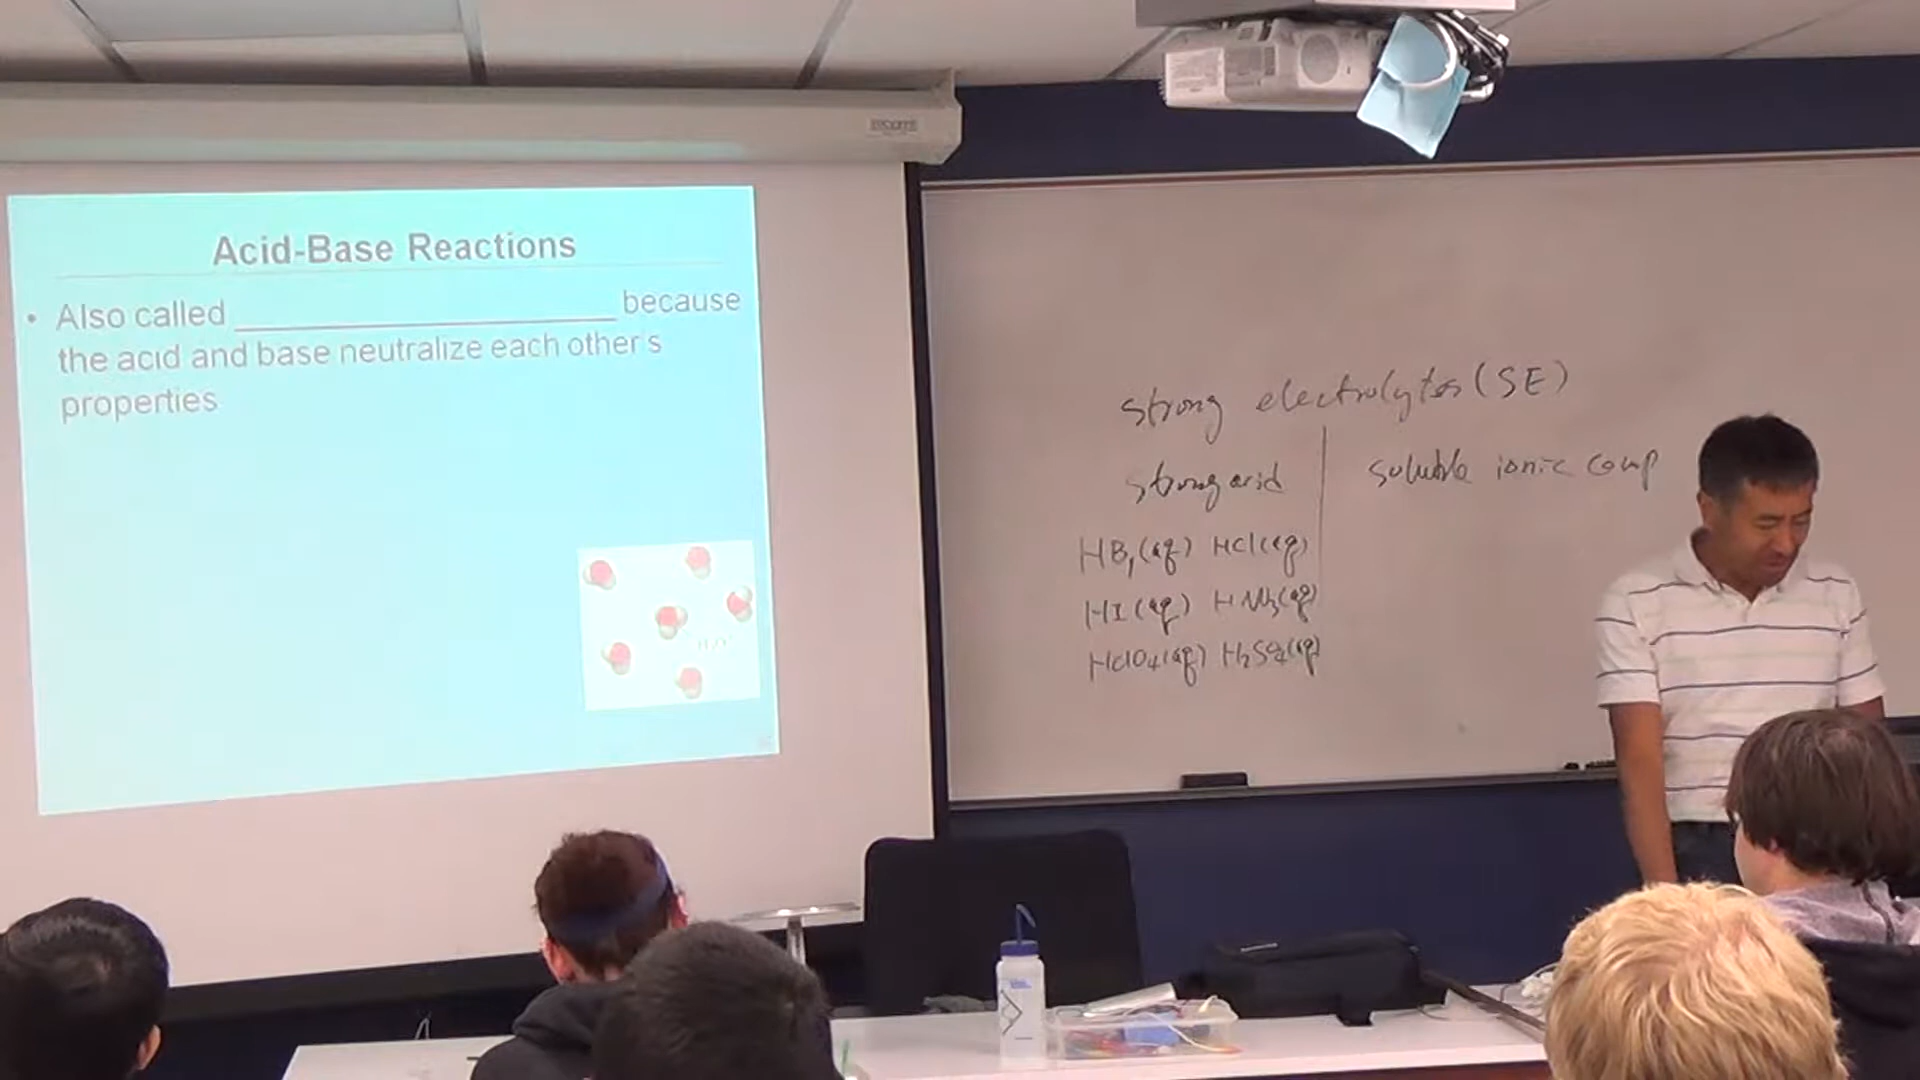 Acid-Base Reactions
• Also called ____________________ because
the acid and base neutralize each other's
properties
strong electrolytes (SE)
strong acid
soluble ionic comp
HBr(aq) HCl(aq)
HI(aq) HNO3(aq)
HClO4(aq) H2SO4(aq)